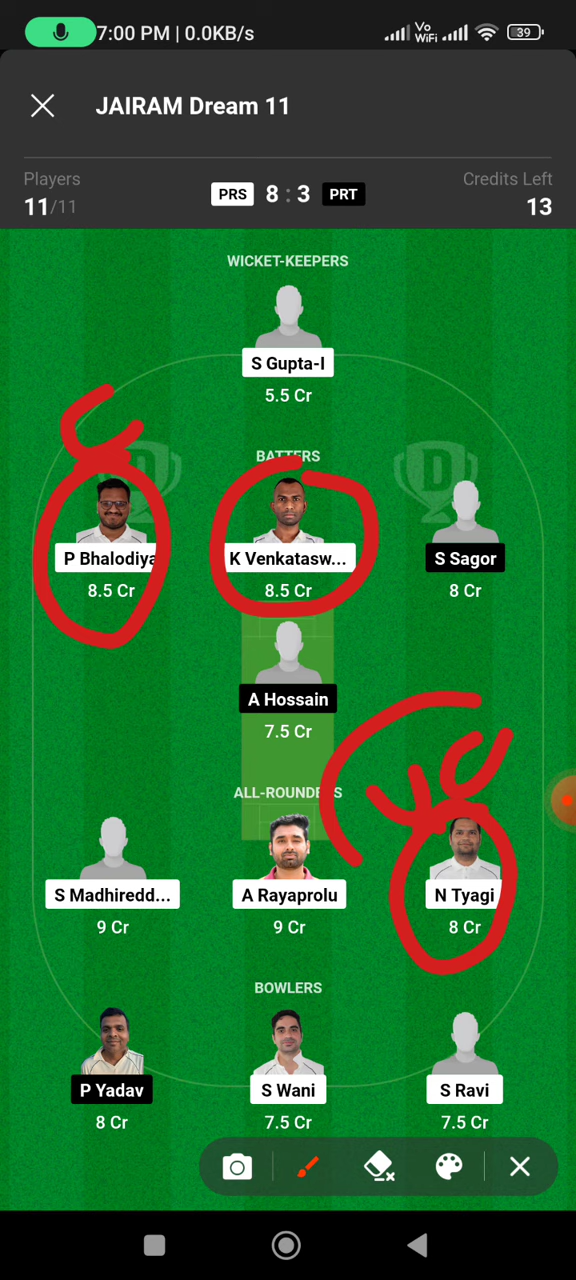 7:00 PM | 0.0KB/s Vo WiFi 39
JAIRAM Dream 11
Players Credits Left
11/11 PRS 8 : 3 PRT 13
WICKET-KEEPERS
S Gupta-I
5.5 Cr
C
BATTERS
P Bhalodiya K Venkatasw... S Sagor
8.5 Cr 8.5 Cr 8 Cr
A Hossain
7.5 Cr
VC
ALL-ROUNDERS
S Madhiredd... A Rayaprolu N Tyagi
9 Cr 9 Cr 8 Cr
BOWLERS
P Yadav S Wani S Ravi
8 Cr 7.5 Cr 7.5 Cr